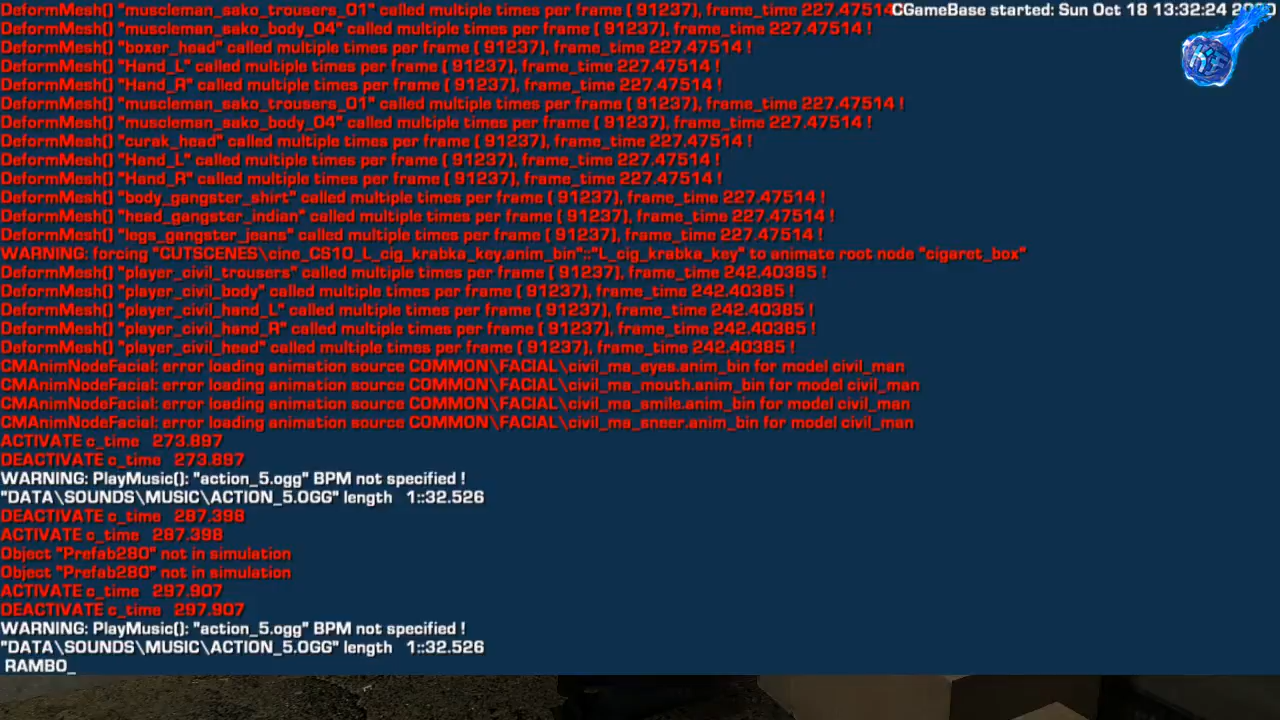 DeformMesh() "muscleman_sako_trousers_01" called multiple times per frame ( 91237), frame_time 227.47514
CGameBase started: Sun Oct 18 13:32:24
DeformMesh() "muscleman_sako_body_04" called multiple times per frame ( 91237), frame_time 227.47514 !
DeformMesh() "boxer_head" called multiple times per frame ( 91237), frame_time 227.47514 !
DeformMesh() "Hand_L" called multiple times per frame ( 91237), frame_time 227.47514 !
DeformMesh() "Hand_R" called multiple times per frame ( 91237), frame_time 227.47514 !
DeformMesh() "muscleman_sako_trousers_01" called multiple times per frame ( 91237), frame_time 227.47514 !
DeformMesh() "muscleman_sako_body_04" called multiple times per frame ( 91237), frame_time 227.47514 !
DeformMesh() "curak_head" called multiple times per frame ( 91237), frame_time 227.47514 !
DeformMesh() "Hand_L" called multiple times per frame ( 91237), frame_time 227.47514 !
DeformMesh() "Hand_R" called multiple times per frame ( 91237), frame_time 227.47514 !
DeformMesh() "body_gangster_shirt" called multiple times per frame ( 91237), frame_time 227.47514 !
DeformMesh() "head_gangster_indian" called multiple times per frame ( 91237), frame_time 227.47514 !
DeformMesh() "legs_gangster_jeans" called multiple times per frame ( 91237), frame_time 227.47514 !
WARNING: forcing "CUTSCENES\cine_CS10_L_cig_krabka_key.anim_bin"::"L_cig_krabka_key" to animate root node "cigaret_box"
DeformMesh() "player_civil_trousers" called multiple times per frame ( 91237), frame_time 242.40385 !
DeformMesh() "player_civil_body" called multiple times per frame ( 91237), frame_time 242.40385 !
DeformMesh() "player_civil_hand_L" called multiple times per frame ( 91237), frame_time 242.40385 !
DeformMesh() "player_civil_hand_R" called multiple times per frame ( 91237), frame_time 242.40385 !
DeformMesh() "player_civil_head" called multiple times per frame ( 91237), frame_time 242.40385 !
CMAnimNodeFacial: error loading animation source COMMON\FACIAL\civil_ma_eyes.anim_bin for model civil_man
CMAnimNodeFacial: error loading animation source COMMON\FACIAL\civil_ma_mouth.anim_bin for model civil_man
CMAnimNodeFacial: error loading animation source COMMON\FACIAL\civil_ma_smile.anim_bin for model civil_man
CMAnimNodeFacial: error loading animation source COMMON\FACIAL\civil_ma_sneer.anim_bin for model civil_man
ACTIVATE c_time 273.897
DEACTIVATE c_time 273.897
WARNING: PlayMusic(): "action_5.ogg" BPM not specified !
"DATA\SOUNDS\MUSIC\ACTION_5.OGG" length 1::32.526
DEACTIVATE c_time 287.398
ACTIVATE c_time 287.398
Object "Prefab280" not in simulation
Object "Prefab280" not in simulation
ACTIVATE c_time 297.907
DEACTIVATE c_time 297.907
WARNING: PlayMusic(): "action_5.ogg" BPM not specified !
"DATA\SOUNDS\MUSIC\ACTION_5.OGG" length 1::32.526
RAMBO_